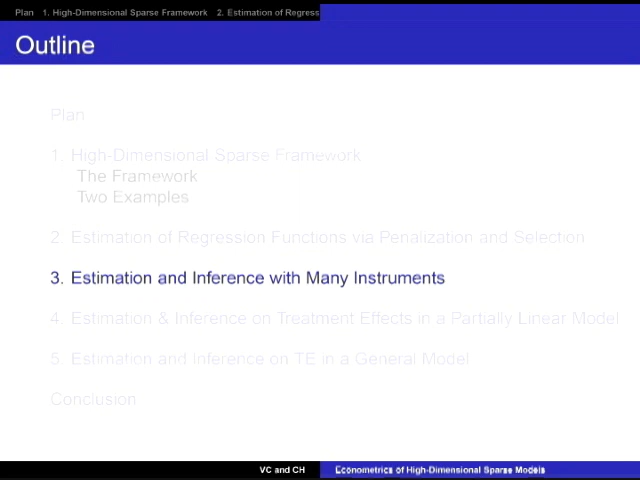 Plan 1. High-Dimensional Sparse Framework 2. Estimation of Regress
Outline
Plan
1. High-Dimensional Sparse Framework
The Framework
Two Examples
2. Estimation of Regression Functions via Penalization and Selection
3. Estimation and Inference with Many Instruments
4. Estimation & Inference on Treatment Effects in a Partially Linear Model
5. Estimation and Inference on TE in a General Model
Conclusion
VC and CH Econometrics of High-Dimensional Sparse Models